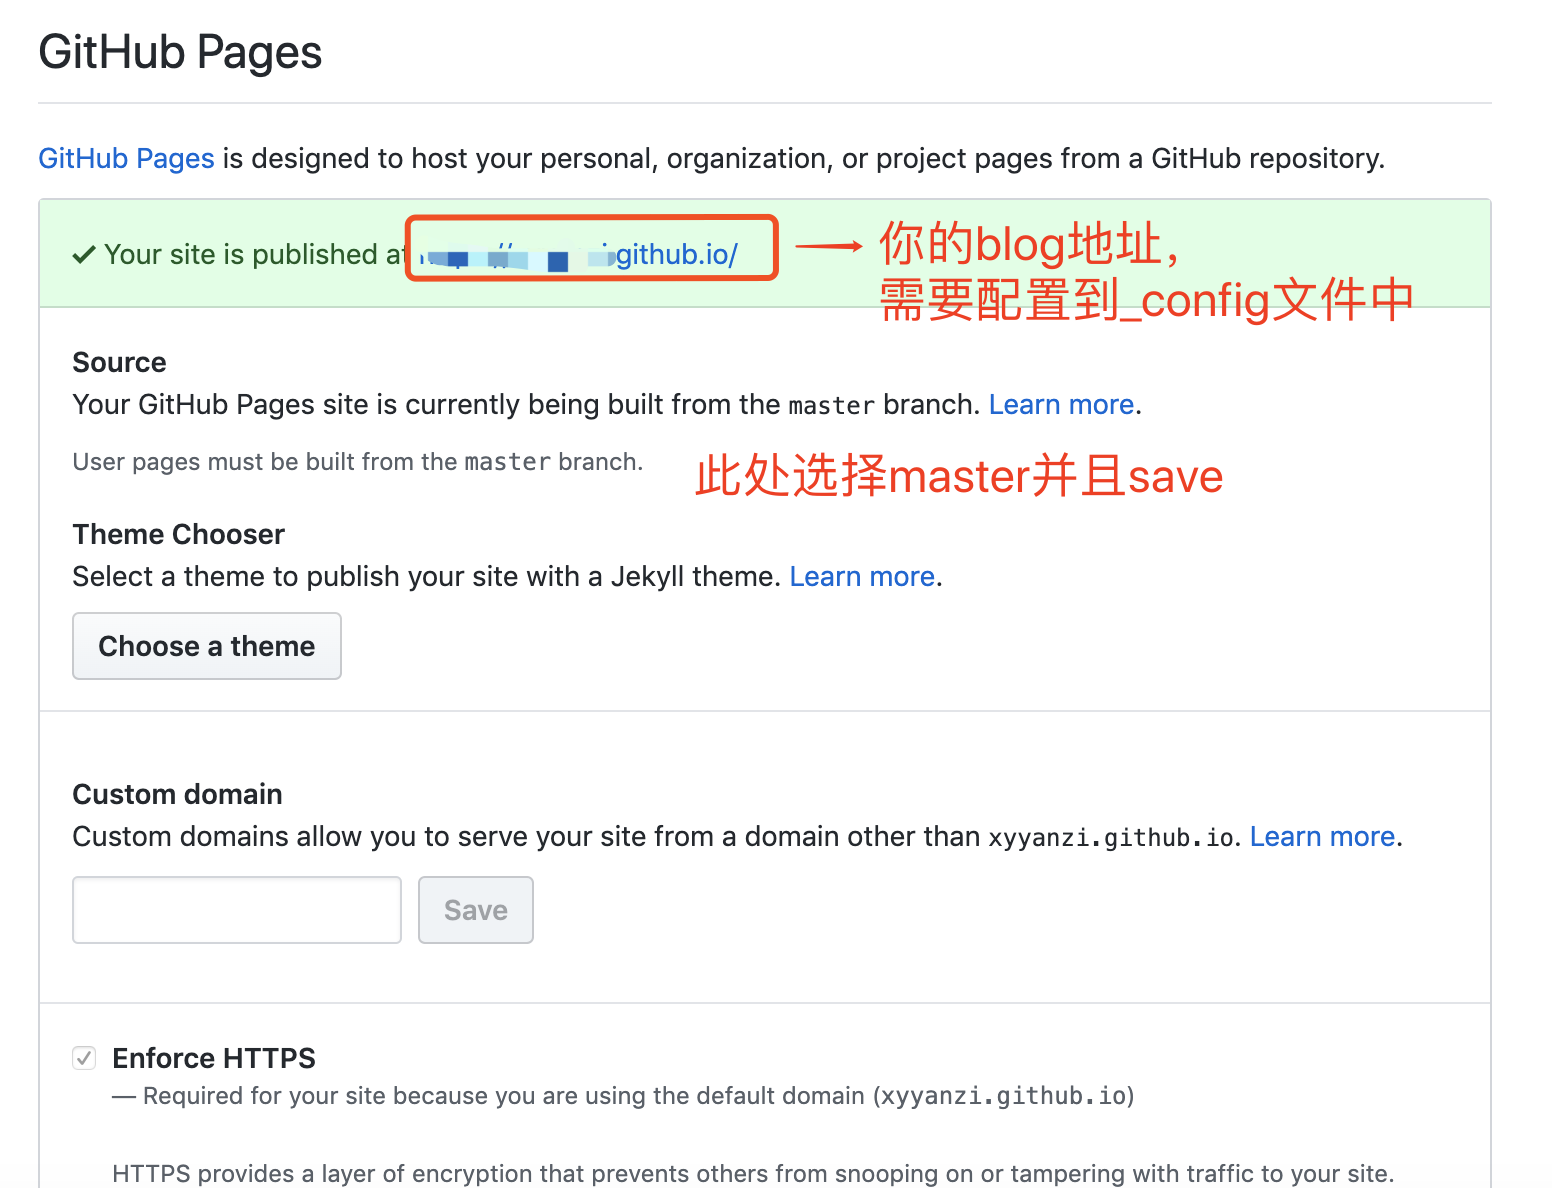 GitHub Pages
GitHub Pages is designed to host your personal, organization, or project pages from a GitHub repository.
✓ Your site is published at github.io/
你的blog地址，
需要配置到_config文件中
Source
Your GitHub Pages site is currently being built from the master branch. Learn more.
User pages must be built from the master branch.
此处选择master并且save
Theme Chooser
Select a theme to publish your site with a Jekyll theme. Learn more.
Choose a theme
Custom domain
Custom domains allow you to serve your site from a domain other than xyyanzi.github.io. Learn more.
Save
Enforce HTTPS
— Required for your site because you are using the default domain (xyyanzi.github.io)
HTTPS provides a layer of encryption that prevents others from snooping on or tampering with traffic to your site.